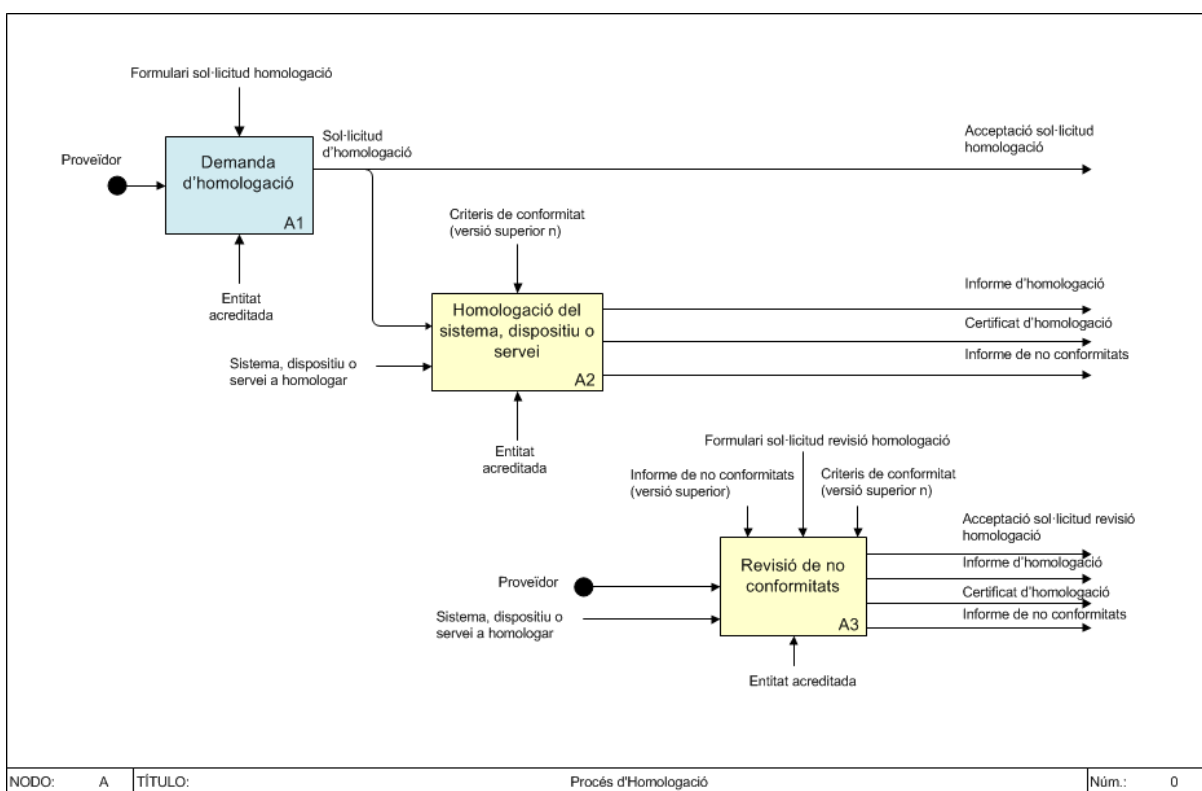 Formulari sol·licitud homologació
Proveïdor
Demanda
d'homologació
A1
Sol·licitud
d'homologació
Acceptació sol·licitud
homologació
Entitat
acreditada
Criteris de conformitat
(versió superior n)
Homologació del
sistema, dispositiu o
servei
A2
Sistema, dispositiu o
servei a homologar
Informe d'homologació
Certificat d'homologació
Informe de no conformitats
Entitat
acreditada
Formulari sol·licitud revisió homologació
Informe de no conformitats
(versió superior)
Criteris de conformitat
(versió superior n)
Proveïdor
Sistema, dispositiu o
servei a homologar
Revisió de no
conformitats
A3
Acceptació sol·licitud revisió
homologació
Informe d'homologació
Certificat d'homologació
Informe de no conformitats
Entitat acreditada
NODO: A TÍTULO: Procés d'Homologació Núm.: 0